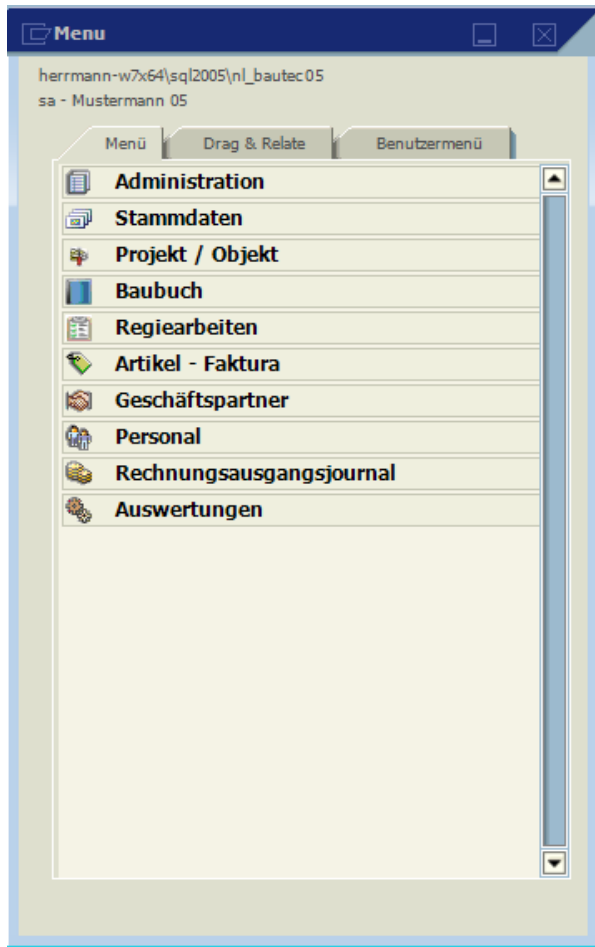 Menu
herrmann-w7x64\sql2005\nl_bautec05
sa - Mustermann 05
Menü Drag & Relate Benutzermenü
Administration
Stammdaten
Projekt / Objekt
Baubuch
Regiearbeiten
Artikel - Faktura
Geschäftspartner
Personal
Rechnungsausgangsjournal
Auswertungen